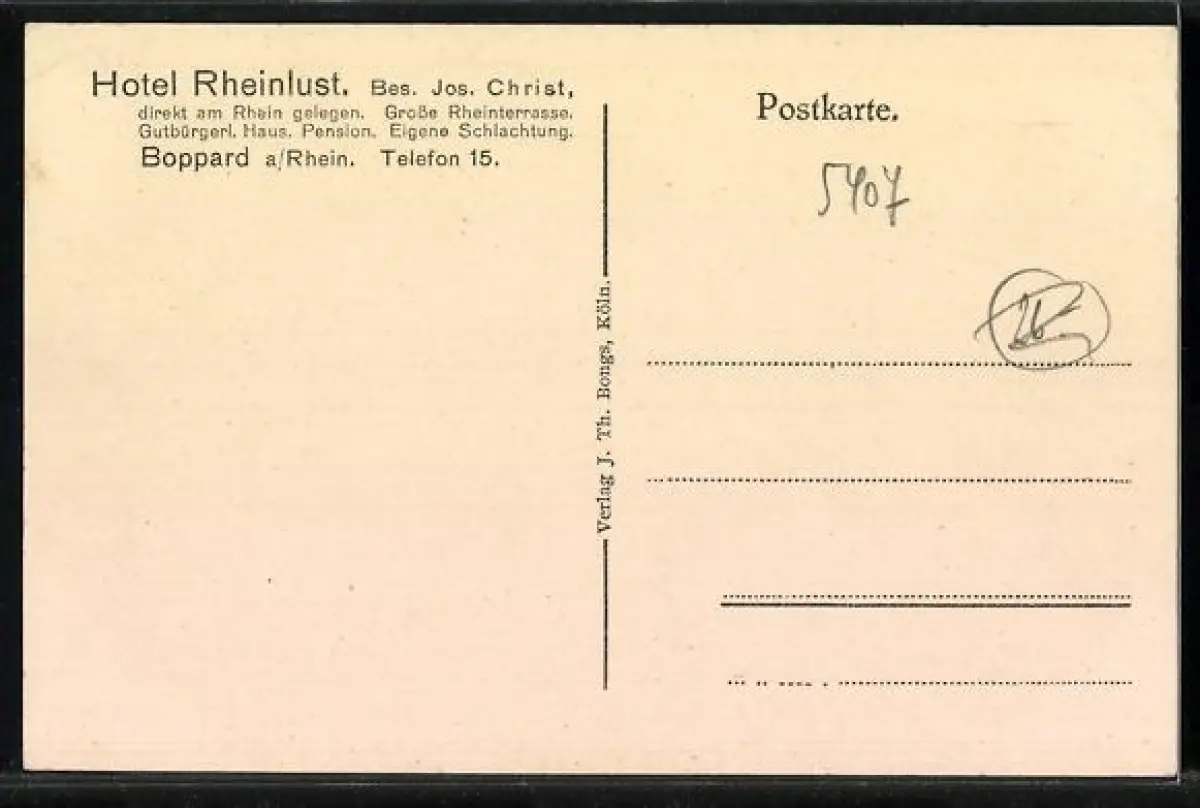 Hotel Rheinlust. Bes. Jos. Christ,
direkt am Rhein gelegen. Große Rheinterrasse.
Gutbürgerl. Haus. Pension. Eigene Schlachtung.
Boppard a/Rhein. Telefon 15.
Verlag J. Th. Bongs, Köln.
Postkarte.
5407